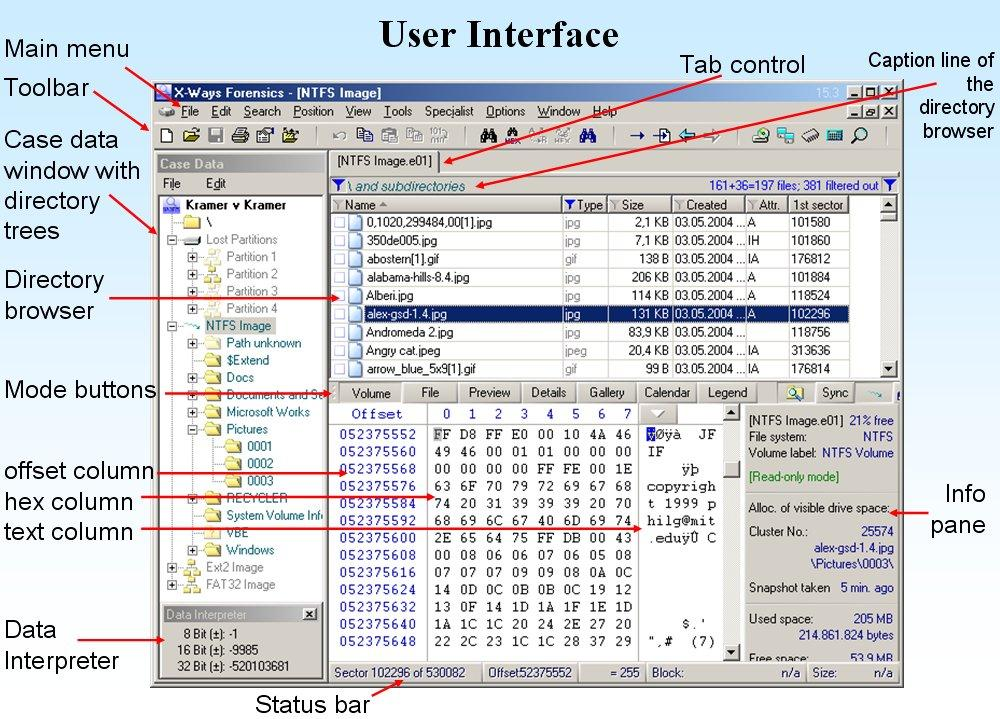 User Interface
Main menu
Toolbar
Case data
window with
directory
trees
Directory
browser
Mode buttons
offset column
hex column
text column
Data
Interpreter
Status bar
Tab control
Caption line of
the
directory
browser
Info
pane
X-Ways Forensics - [NTFS Image]
15.3
File Edit Search Position View Tools Specialist Options Window Help
Case Data
File Edit
Kramer v Kramer
\
Lost Partitions
Partition 1
Partition 2
Partition 3
Partition 4
NTFS Image
Path unknown
$Extend
Docs
Documents and Se
Microsoft Works
Pictures
0001
0002
0003
RECYCLER
System Volume Info
VBE
Windows
Ext2 Image
FAT32 Image
Data Interpreter
8 Bit (±): -1
16 Bit (±): -9985
32 Bit (±): -520103681
[NTFS Image.e01]
\ and subdirectories 161+36=197 files; 381 filtered out
Name Type Size Created Attr. 1st sector
0,1020,299484,00[1].jpg jpg 2,1 KB 03.05.2004 ... A 101580
350de005.jpg jpg 7,1 KB 03.05.2004 ... IH 101860
abostern[1].gif gif 138 B 03.05.2004 ... IA 176812
alabama-hills-8.4.jpg jpg 206 KB 03.05.2004 ... A 101884
Alberi.jpg jpg 114 KB 03.05.2004 ... A 118524
alex-gsd-1.4.jpg jpg 131 KB 03.05.2004 ... A 102296
Andromeda 2.jpg jpg 83,9 KB 03.05.2004 ... 118756
Angry cat.jpeg jpeg 20,4 KB 03.05.2004 ... IA 313636
arrow_blue_5x9[1].gif gif 99 B 03.05.2004 ... IA 176814
Volume File Preview Details Gallery Calendar Legend Sync
Offset 0 1 2 3 4 5 6 7
052375552 FF D8 FF E0 00 10 4A 46 ÿØÿà JF
052375560 49 46 00 01 01 00 00 00 IF
052375568 00 00 00 00 FF FE 00 1E ÿþ
052375576 63 6F 70 79 72 69 67 68 copyrigh
052375584 74 20 31 39 39 39 20 70 t 1999 p
052375592 68 69 6C 67 40 6D 69 74 hilg@mit
052375600 2E 65 64 75 FF DB 00 43 .eduÿÛ C
052375608 00 08 06 06 07 06 05 08
052375616 07 07 07 09 09 08 0A 0C
052375624 14 0D 0C 0B 0B 0C 19 12
052375632 13 0F 14 1D 1A 1F 1E 1D
052375640 1A 1C 1C 20 24 2E 27 20 $.'
052375648 22 2C 23 1C 1C 28 37 29 ",# (7)
[NTFS Image.e01] 21% free
File system: NTFS
Volume label: NTFS Volume
[Read-only mode]
Alloc. of visible drive space:
Cluster No.: 25574
alex-gsd-1.4.jpg
\Pictures\0003\
Snapshot taken 5 min. ago
Used space: 205 MB
214.861.824 bytes
Free space: 53,9 MB
Sector 102296 of 530082 Offset:52375552 = 255 Block: n/a Size: n/a